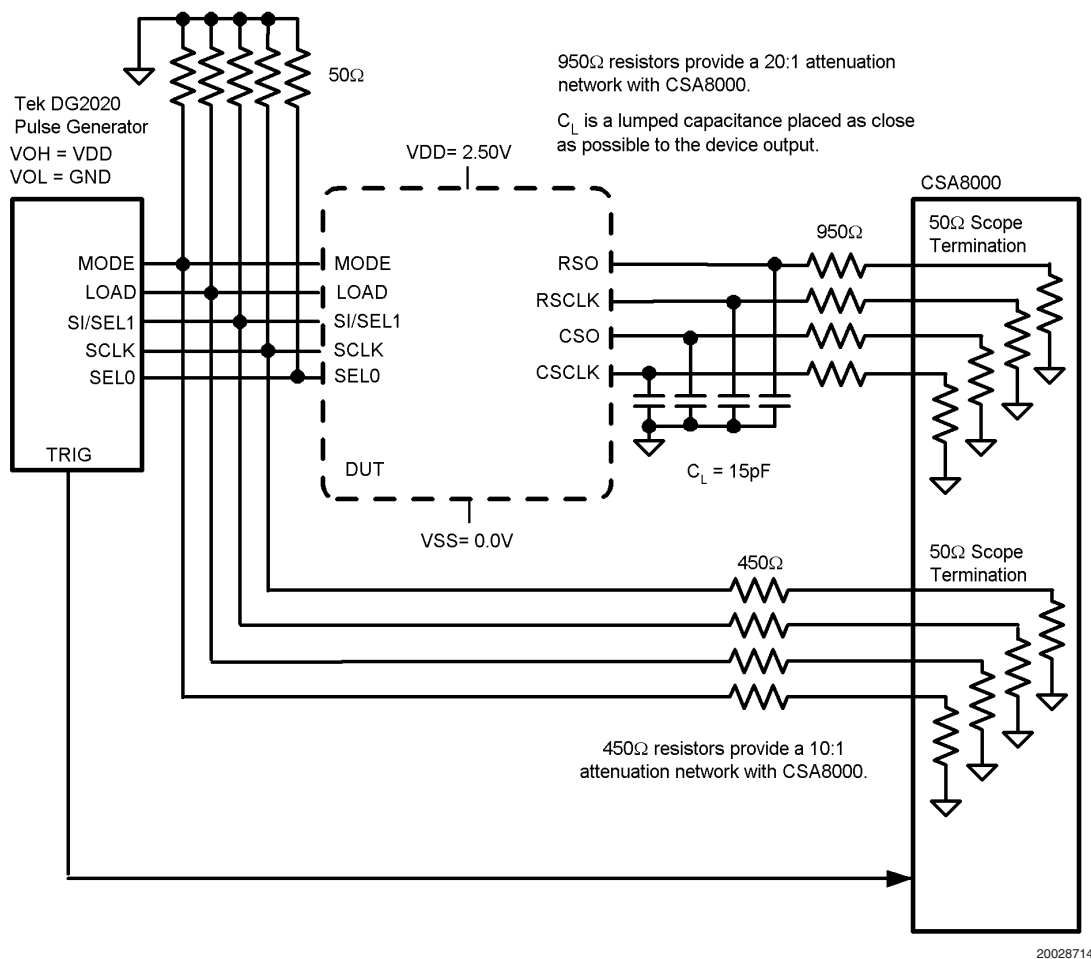 50Ω
950Ω resistors provide a 20:1 attenuation
network with CSA8000.
C_L is a lumped capacitance placed as close
as possible to the device output.
Tek DG2020
Pulse Generator
VOH = VDD
VOL = GND
VDD= 2.50V
CSA8000
50Ω Scope
Termination
950Ω
MODE
LOAD
SI/SEL1
SCLK
SEL0
TRIG
MODE
LOAD
SI/SEL1
SCLK
SEL0
DUT
RSO
RSCLK
CSO
CSCLK
C_L = 15pF
VSS= 0.0V
450Ω
50Ω Scope
Termination
450Ω resistors provide a 10:1
attenuation network with CSA8000.
20028714